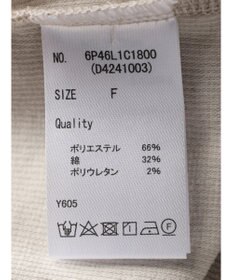 NO. 6P46L1C1800
(D4241003)
SIZE F
Quality
ポリエステル 66%
綿 32%
ポリウレタン 2%
Y605